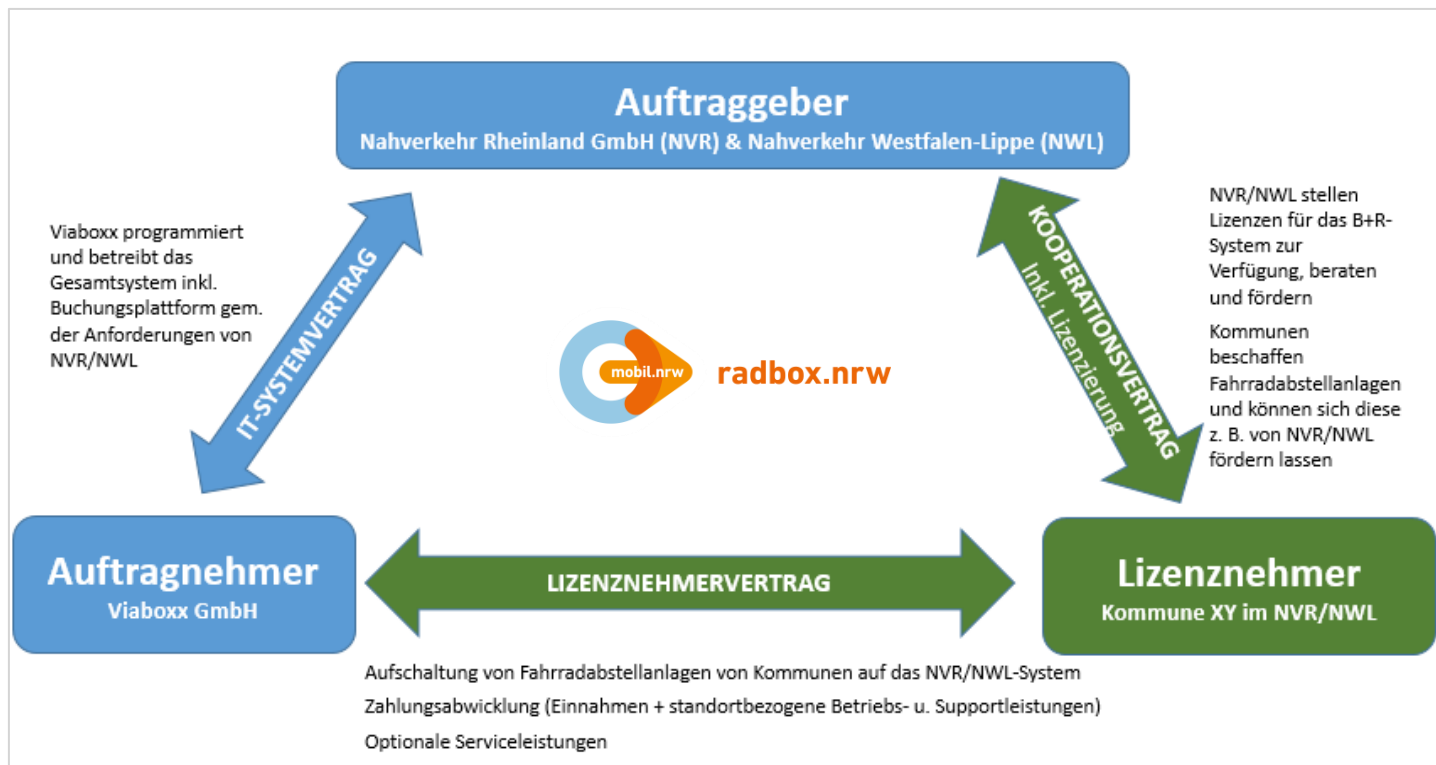 Auftraggeber
Nahverkehr Rheinland GmbH (NVR) & Nahverkehr Westfalen-Lippe (NWL)
Viaboxx programmiert
und betreibt das
Gesamtsystem inkl.
Buchungsplattform gem.
der Anforderungen von
NVR/NWL
IT-SYSTEMVERTRAG
KOOPERATIONSVERTRAG
Inkl. Lizenzierung
NVR/NWL stellen
Lizenzen für das B+R-
System zur
Verfügung, beraten
und fördern
Kommunen
beschaffen
Fahrradabstellanlagen
und können sich diese
z. B. von NVR/NWL
fördern lassen
mobil.nrw
radbox.nrw
Auftragnehmer
Viaboxx GmbH
LIZENZNEHMERVERTRAG
Lizenznehmer
Kommune XY im NVR/NWL
Aufschaltung von Fahrradabstellanlagen von Kommunen auf das NVR/NWL-System
Zahlungsabwicklung (Einnahmen + standortbezogene Betriebs- u. Supportleistungen)
Optionale Serviceleistungen